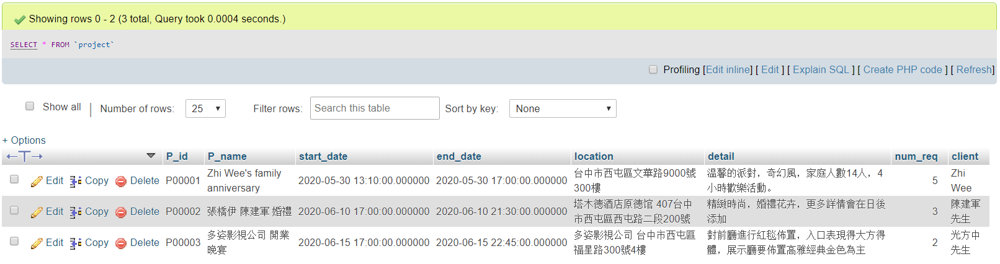 Showing rows 0 - 2 (3 total, Query took 0.0004 seconds.)
SELECT * FROM `project`
Profiling [Edit inline] [ Edit ] [ Explain SQL ] [ Create PHP code ] [ Refresh]
Show all | Number of rows: 25 Filter rows: Search this table Sort by key: None
+ Options
←T→ P_id P_name start_date end_date location detail num_req client
Edit Copy Delete P00001 Zhi Wee's family anniversary 2020-05-30 13:10:00.000000 2020-05-30 17:00:00.000000 台中市西屯區文華路9000號300樓 溫馨的派對，奇幻風，家庭人數14人，4小時歡樂活動。 5 Zhi Wee
Edit Copy Delete P00002 張橋伊 陳建軍 婚禮 2020-06-10 17:00:00.000000 2020-06-10 21:30:00.000000 塔木德酒店原德馆 407台中市西屯區西屯路二段200號 精緻時尚，婚禮花卉，更多詳情會在日後添加 3 陳建軍先生
Edit Copy Delete P00003 多姿影視公司 開業晚宴 2020-06-15 17:00:00.000000 2020-06-15 22:45:00.000000 多姿影視公司 台中市西屯區福星路300號4樓 對前廳進行紅毯佈置，入口表現得大方得體，展示廳要佈置高雅經典金色為主 2 光方中先生